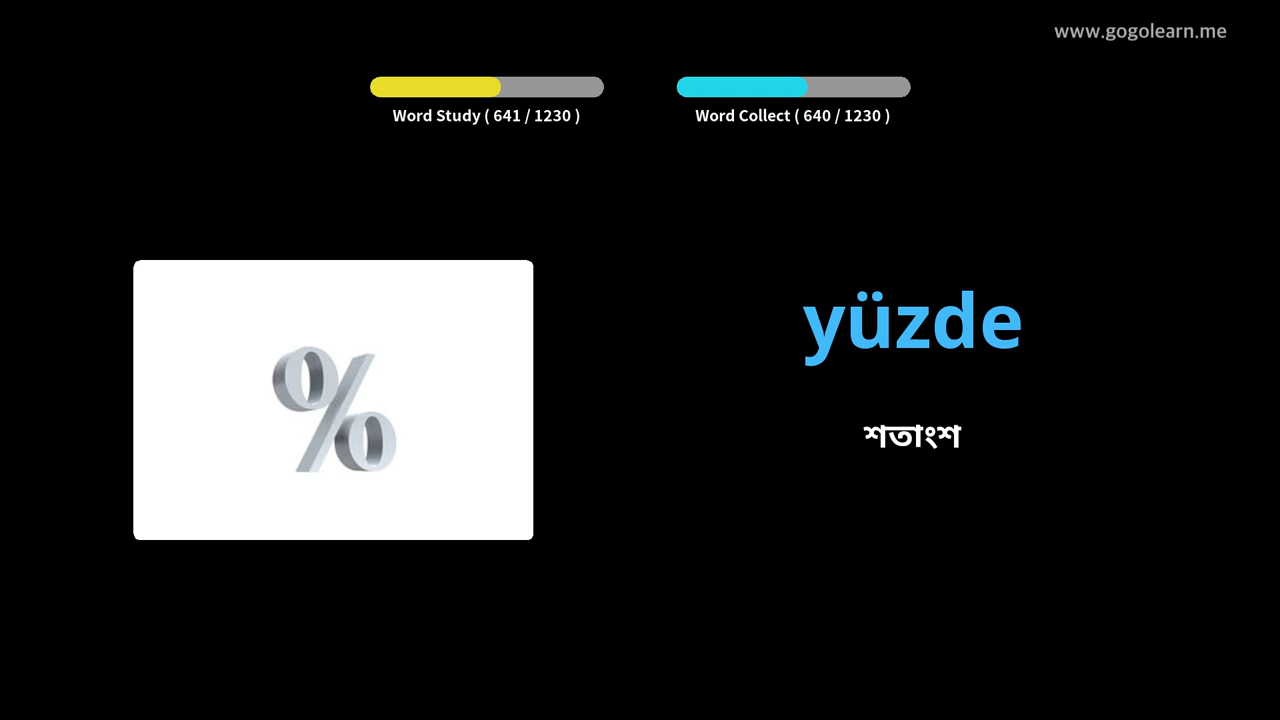 www.gogolearn.me
Word Study ( 641 / 1230 )
Word Collect ( 640 / 1230 )
%
yüzde
শতাংশ